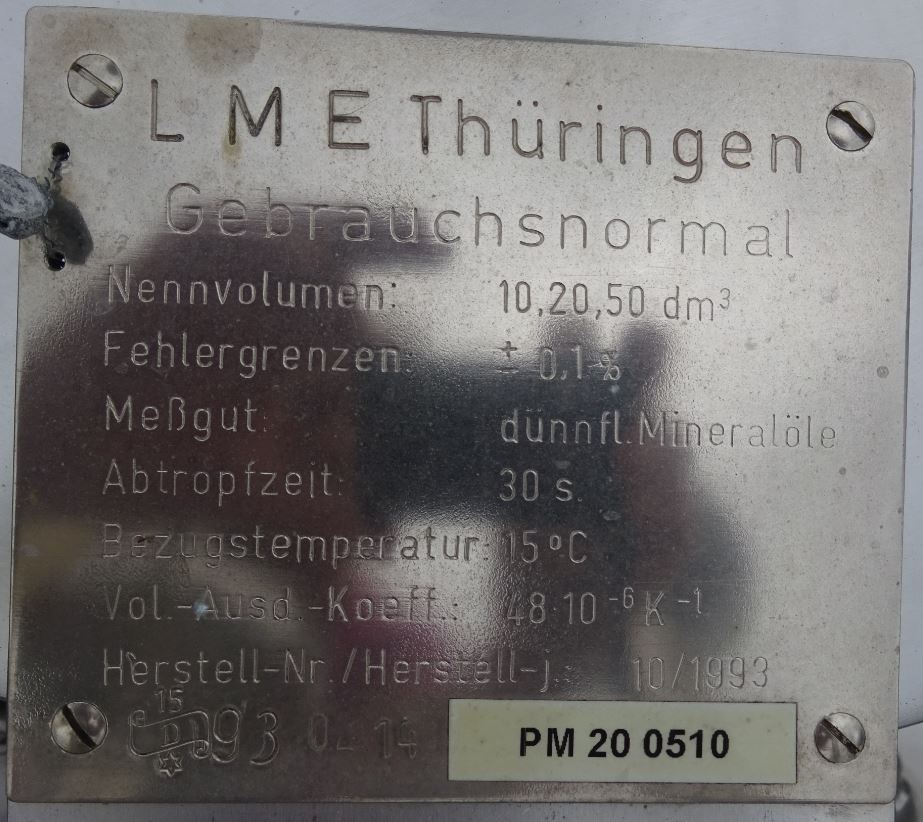 LME Thüringen
Gebrauchsnormal
Nennvolumen: 10,20,50 dm³
Fehlergrenzen: ± 0,1 %
Meßgut: dünnfl. Mineralöle
Abtropfzeit: 30 s.
Bezugstemperatur: 15°C
Vol.-Ausd.-Koeff.: 48·10⁻⁶ K⁻¹
Herstell-Nr./Herstell-j.: 10/1993
15
D 93 04 14
PM 20 0510